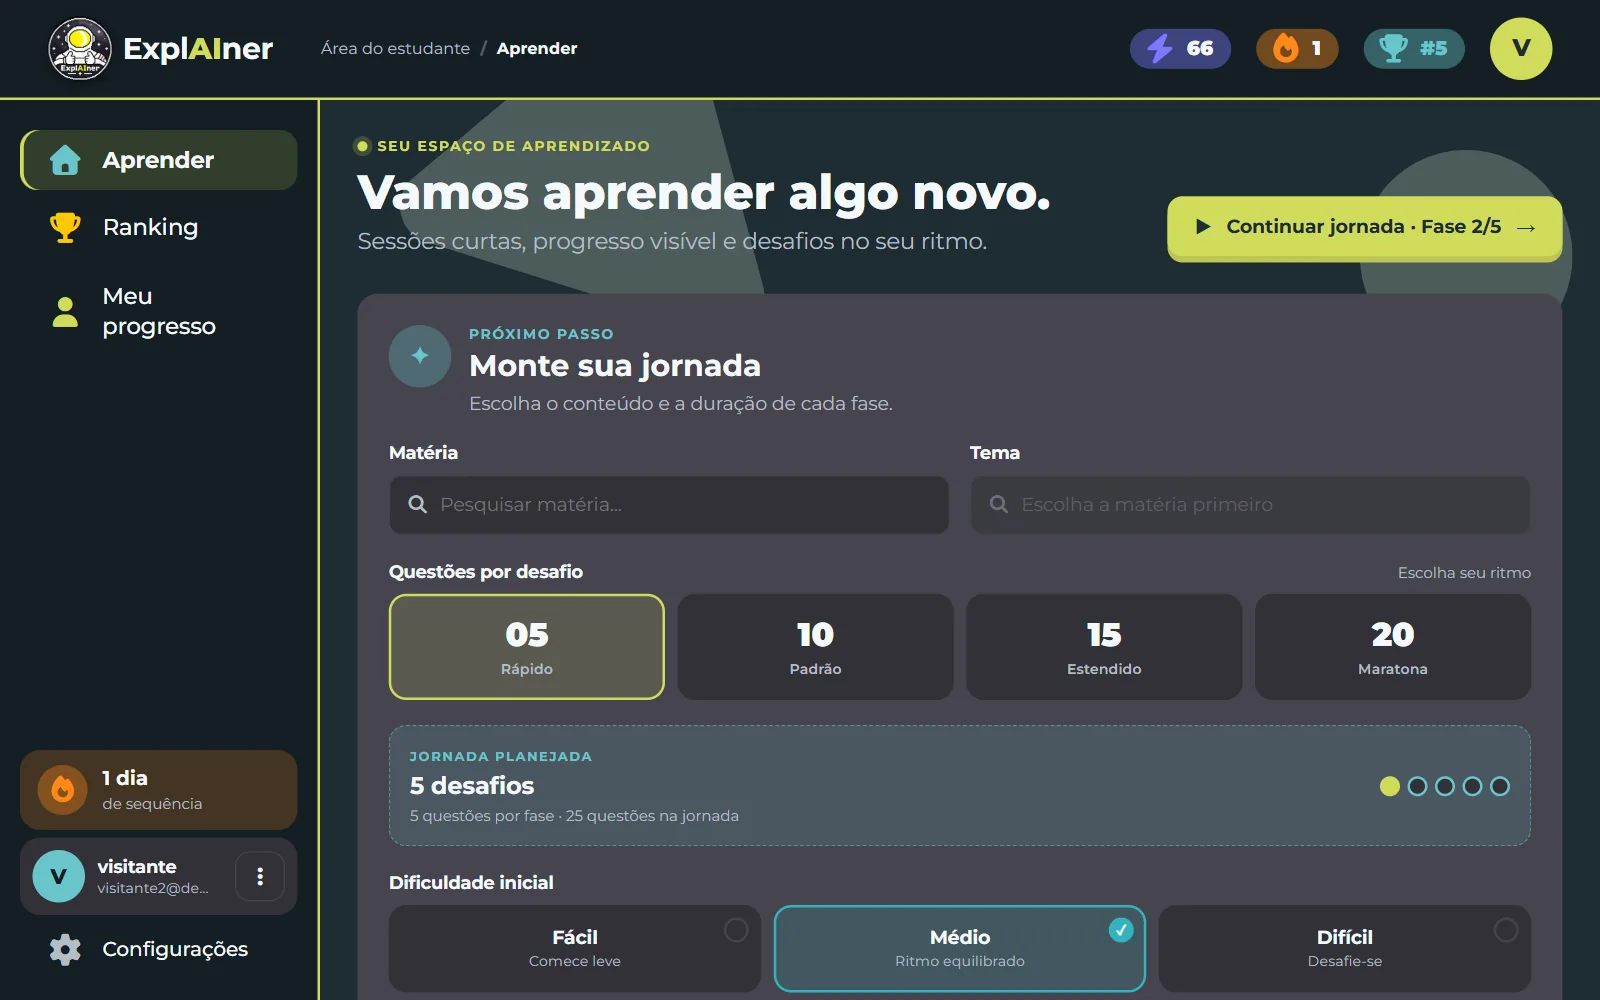 ExplAIner
ExplAIner
Área do estudante / Aprender
66
1
#5
V
Aprender
Ranking
Meu
progresso
1 dia
de sequência
V
visitante
visitante2@de...
Configurações
SEU ESPAÇO DE APRENDIZADO
Vamos aprender algo novo.
Sessões curtas, progresso visível e desafios no seu ritmo.
Continuar jornada · Fase 2/5 →
PRÓXIMO PASSO
Monte sua jornada
Escolha o conteúdo e a duração de cada fase.
Matéria
Pesquisar matéria...
Tema
Escolha a matéria primeiro
Questões por desafio
Escolha seu ritmo
05
Rápido
10
Padrão
15
Estendido
20
Maratona
JORNADA PLANEJADA
5 desafios
5 questões por fase · 25 questões na jornada
Dificuldade inicial
Fácil
Comece leve
Médio
Ritmo equilibrado
Difícil
Desafie-se